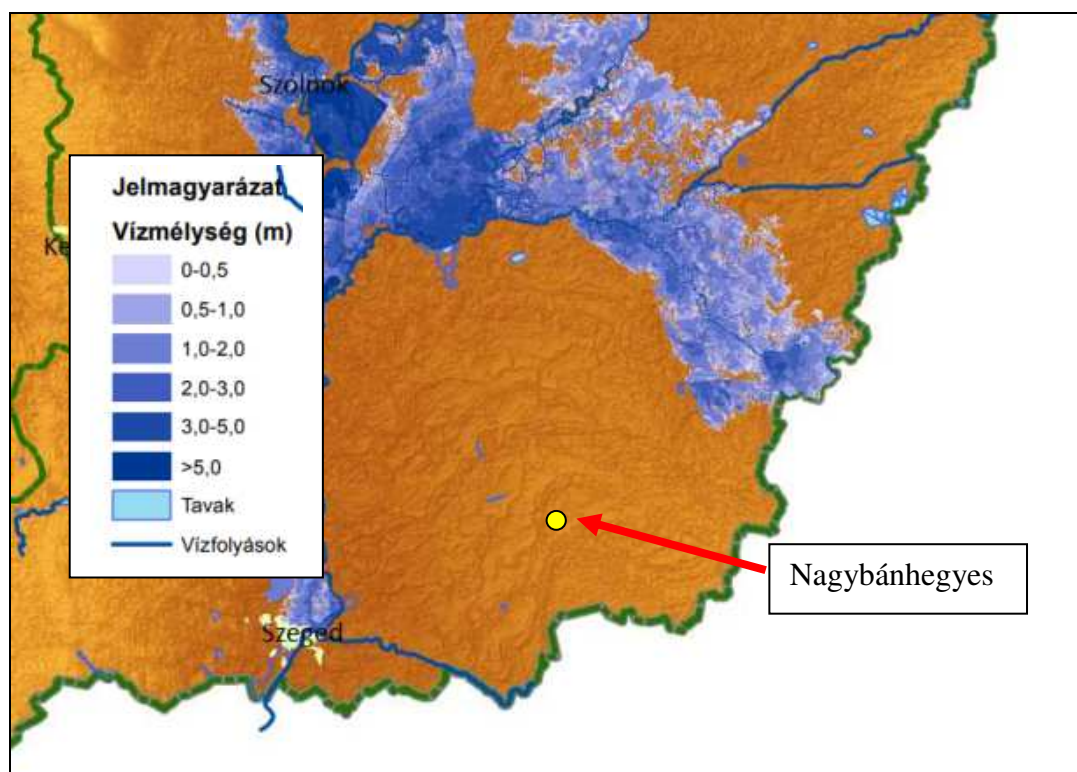 Szolnok
Jelmagyarázat
Vízmélység (m)
Ke
0-0,5
0,5-1,0
1,0-2,0
2,0-3,0
3,0-5,0
>5,0
Tavak
Vízfolyások
Nagybánhegyes
Szeged